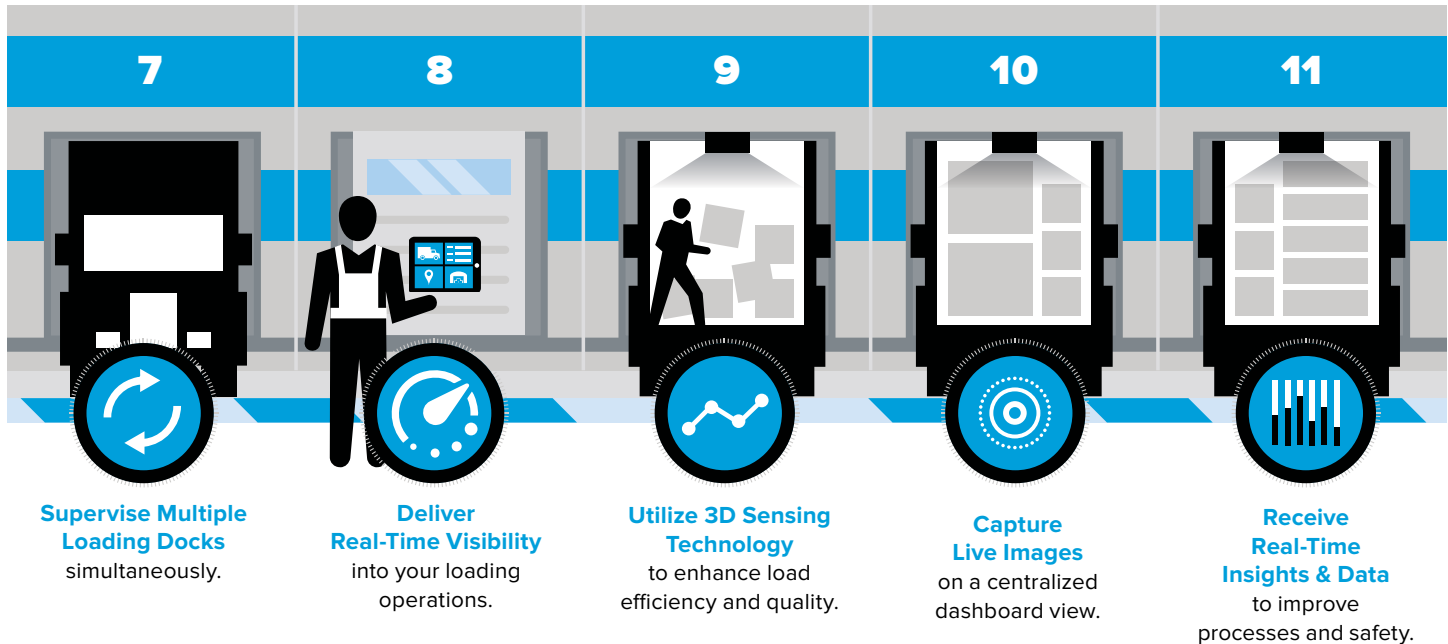 7
8
9
10
11
Supervise Multiple
Loading Docks
simultaneously.
Deliver
Real-Time Visibility
into your loading
operations.
Utilize 3D Sensing
Technology
to enhance load
efficiency and quality.
Capture
Live Images
on a centralized
dashboard view.
Receive
Real-Time
Insights & Data
to improve
processes and safety.